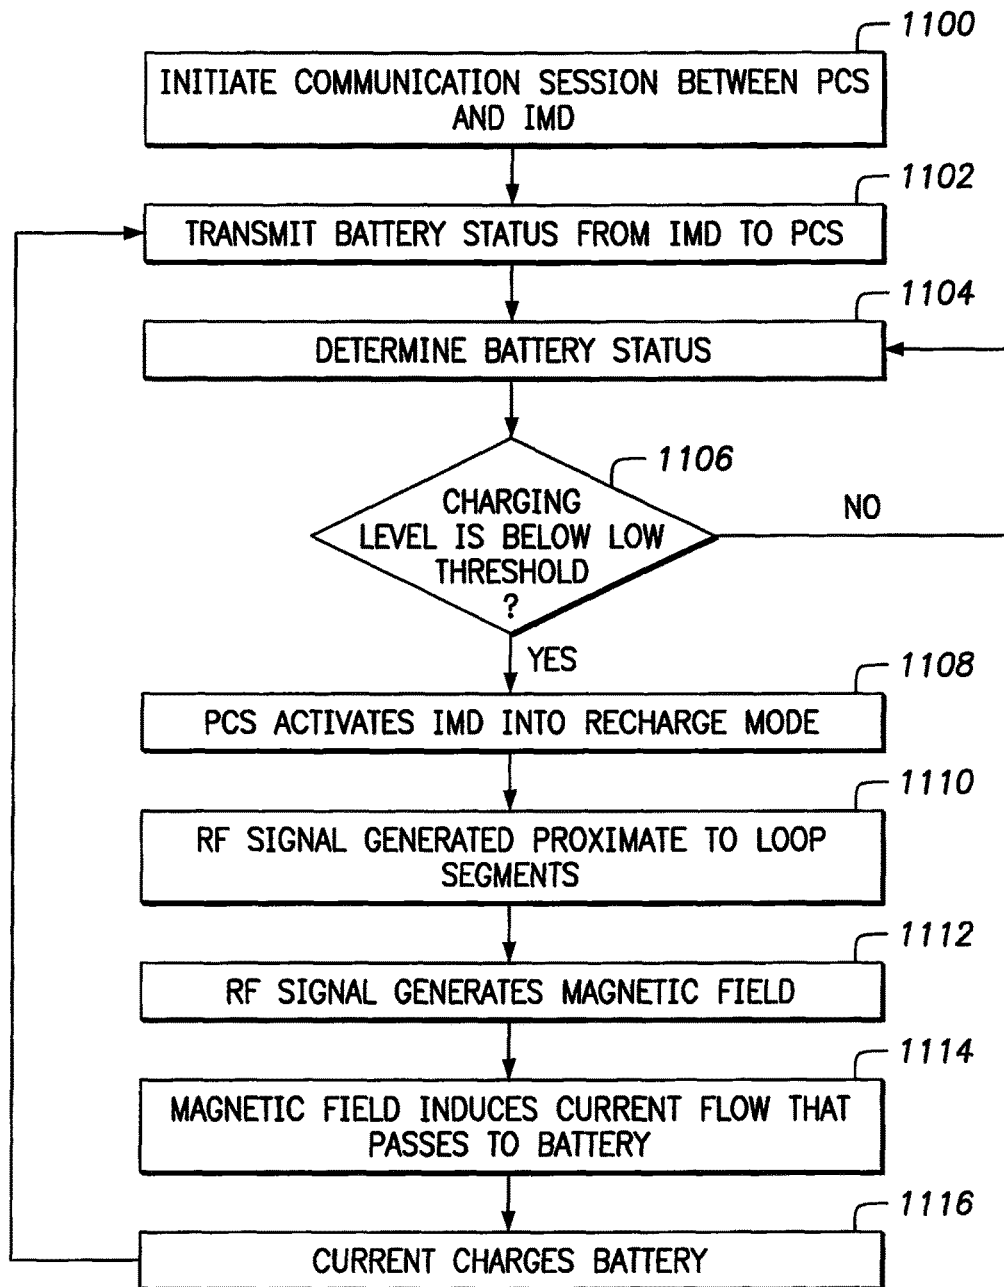 1100
INITIATE COMMUNICATION SESSION BETWEEN PCS
AND IMD
1102
TRANSMIT BATTERY STATUS FROM IMD TO PCS
1104
DETERMINE BATTERY STATUS
1106
CHARGING
LEVEL IS BELOW LOW
THRESHOLD
?
NO
YES
1108
PCS ACTIVATES IMD INTO RECHARGE MODE
1110
RF SIGNAL GENERATED PROXIMATE TO LOOP
SEGMENTS
1112
RF SIGNAL GENERATES MAGNETIC FIELD
1114
MAGNETIC FIELD INDUCES CURRENT FLOW THAT
PASSES TO BATTERY
1116
CURRENT CHARGES BATTERY